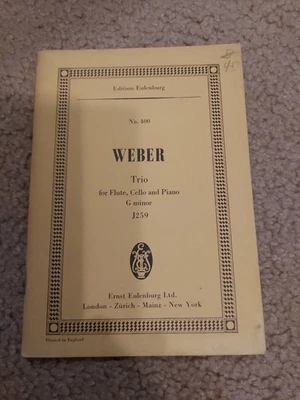 Edition Eulenburg
No. 400
WEBER
Trio
for Flute, Cello and Piano
G minor
J259
Ernst Eulenburg Ltd.
London - Zürich - Mainz - New York
Printed in England